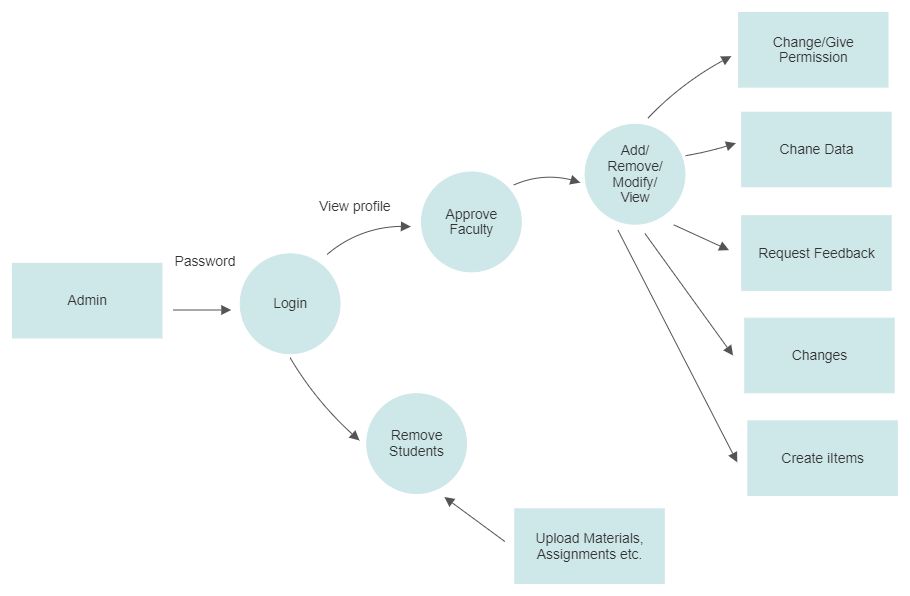 Change/Give
Permission
Add/
Remove/
Modify/
View
Chane Data
View profile
Approve
Faculty
Request Feedback
Password
Admin
Login
Changes
Remove
Students
Create iItems
Upload Materials,
Assignments etc.